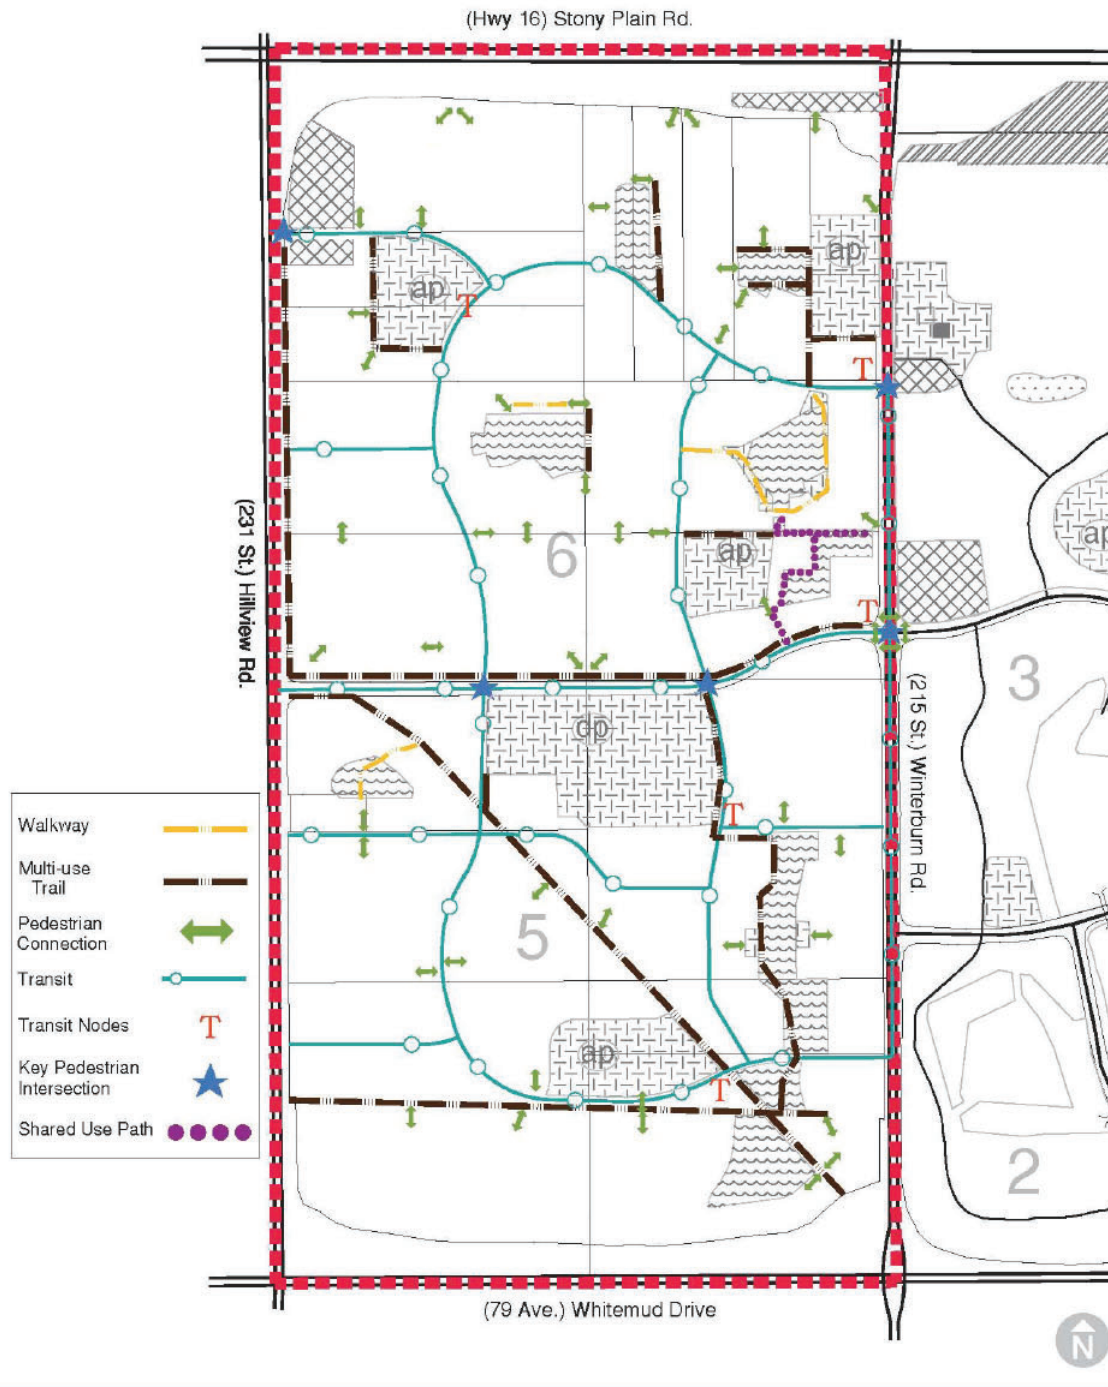 (Hwy 16) Stony Plain Rd.
ap
ap
T
T
(231 St.) Hillview Rd.
6
ap
ap
T
3
(215 St.) Winterburn Rd.
dp
T
Walkway
Multi-use
Trail
Pedestrian
Connection
Transit
Transit Nodes
T
Key Pedestrian
Intersection
Shared Use Path
5
ap
T
2
(79 Ave.) Whitemud Drive
N